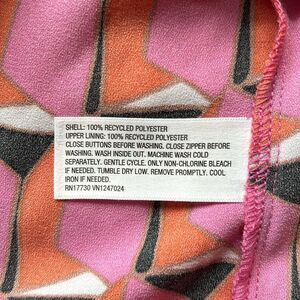 SHELL: 100% RECYCLED POLYESTER
UPPER LINING: 100% RECYCLED POLYESTER
CLOSE BUTTONS BEFORE WASHING. CLOSE ZIPPER BEFORE
WASHING. WASH INSIDE OUT. MACHINE WASH COLD
SEPARATELY. GENTLE CYCLE. ONLY NON-CHLORINE BLEACH
IF NEEDED. TUMBLE DRY LOW. REMOVE PROMPTLY. COOL
IRON IF NEEDED.
RN17730 VN1247024